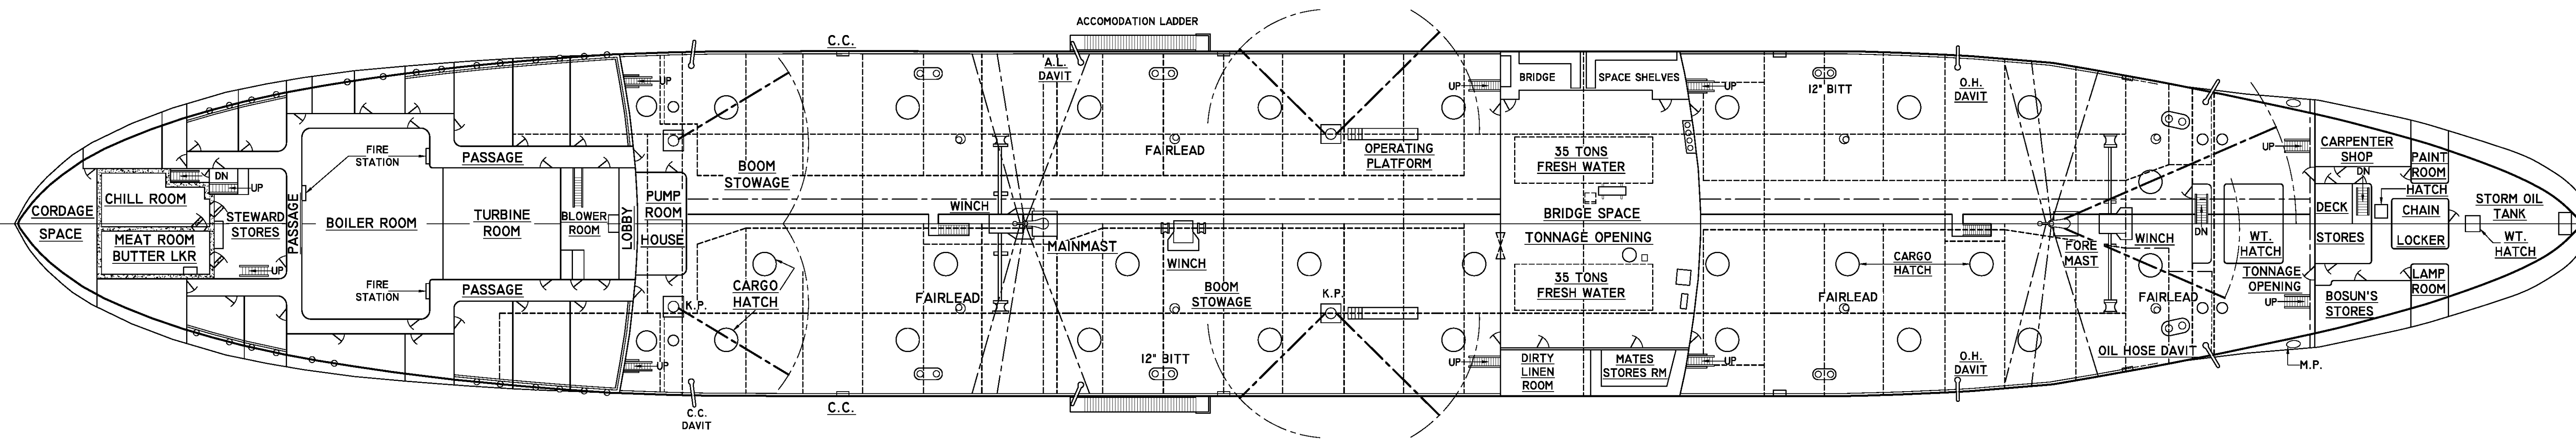 ACCOMODATION LADDER
C.C.
A.L.
DAVIT
UP
UP
BRIDGE
SPACE SHELVES
UP
12" BITT
O.H.
DAVIT
FIRE
STATION
PASSAGE
BOOM
STOWAGE
FAIRLEAD
OPERATING
PLATFORM
35 TONS
FRESH WATER
UP
CARPENTER
SHOP
PAINT
ROOM
DN
UP
CHILL ROOM
DN
HATCH
CORDAGE
SPACE
STEWARD
STORES
PASSAGE
BOILER ROOM
TURBINE
ROOM
BLOWER
ROOM
LOBBY
PUMP
ROOM
HOUSE
WINCH
MAINMAST
WINCH
BRIDGE SPACE
TONNAGE OPENING
FORE
MAST
WINCH
DN
WT.
HATCH
DECK
STORES
CHAIN
LOCKER
STORM OIL
TANK
WT.
HATCH
MEAT ROOM
BUTTER LKR
UP
FIRE
STATION
PASSAGE
K.P.
CARGO
HATCH
FAIRLEAD
BOOM
STOWAGE
K.P.
35 TONS
FRESH WATER
CARGO
HATCH
FAIRLEAD
FAIRLEAD
TONNAGE
OPENING
UP
BOSUN'S
STORES
LAMP
ROOM
UP
12" BITT
UP
DIRTY
LINEN
ROOM
MATES
STORES RM
UP
O.H.
DAVIT
OIL HOSE DAVIT
M.P.
C.C.
DAVIT
C.C.